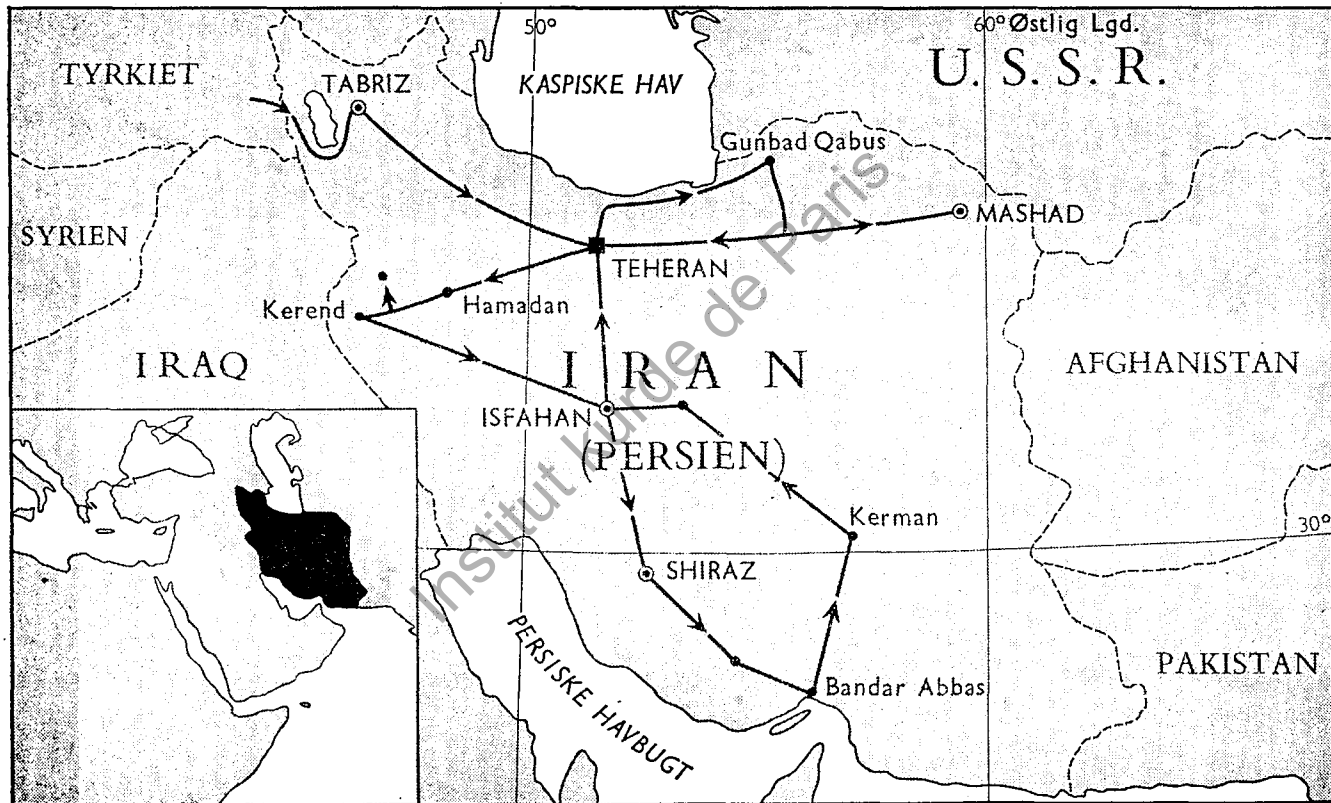 50°
60° Østlig Lgd.
TYRKIET
U. S. S. R.
TABRIZ
KASPISKE HAV
Gunbad Qabus
SYRIEN
MASHAD
TEHERAN
Kerend
Hamadan
IRAQ
IRAN
AFGHANISTAN
ISFAHAN
(PERSIEN)
Kerman
30°
SHIRAZ
PERSISKE HAVBUGT
PAKISTAN
Bandar Abbas
Institut kurde de Paris